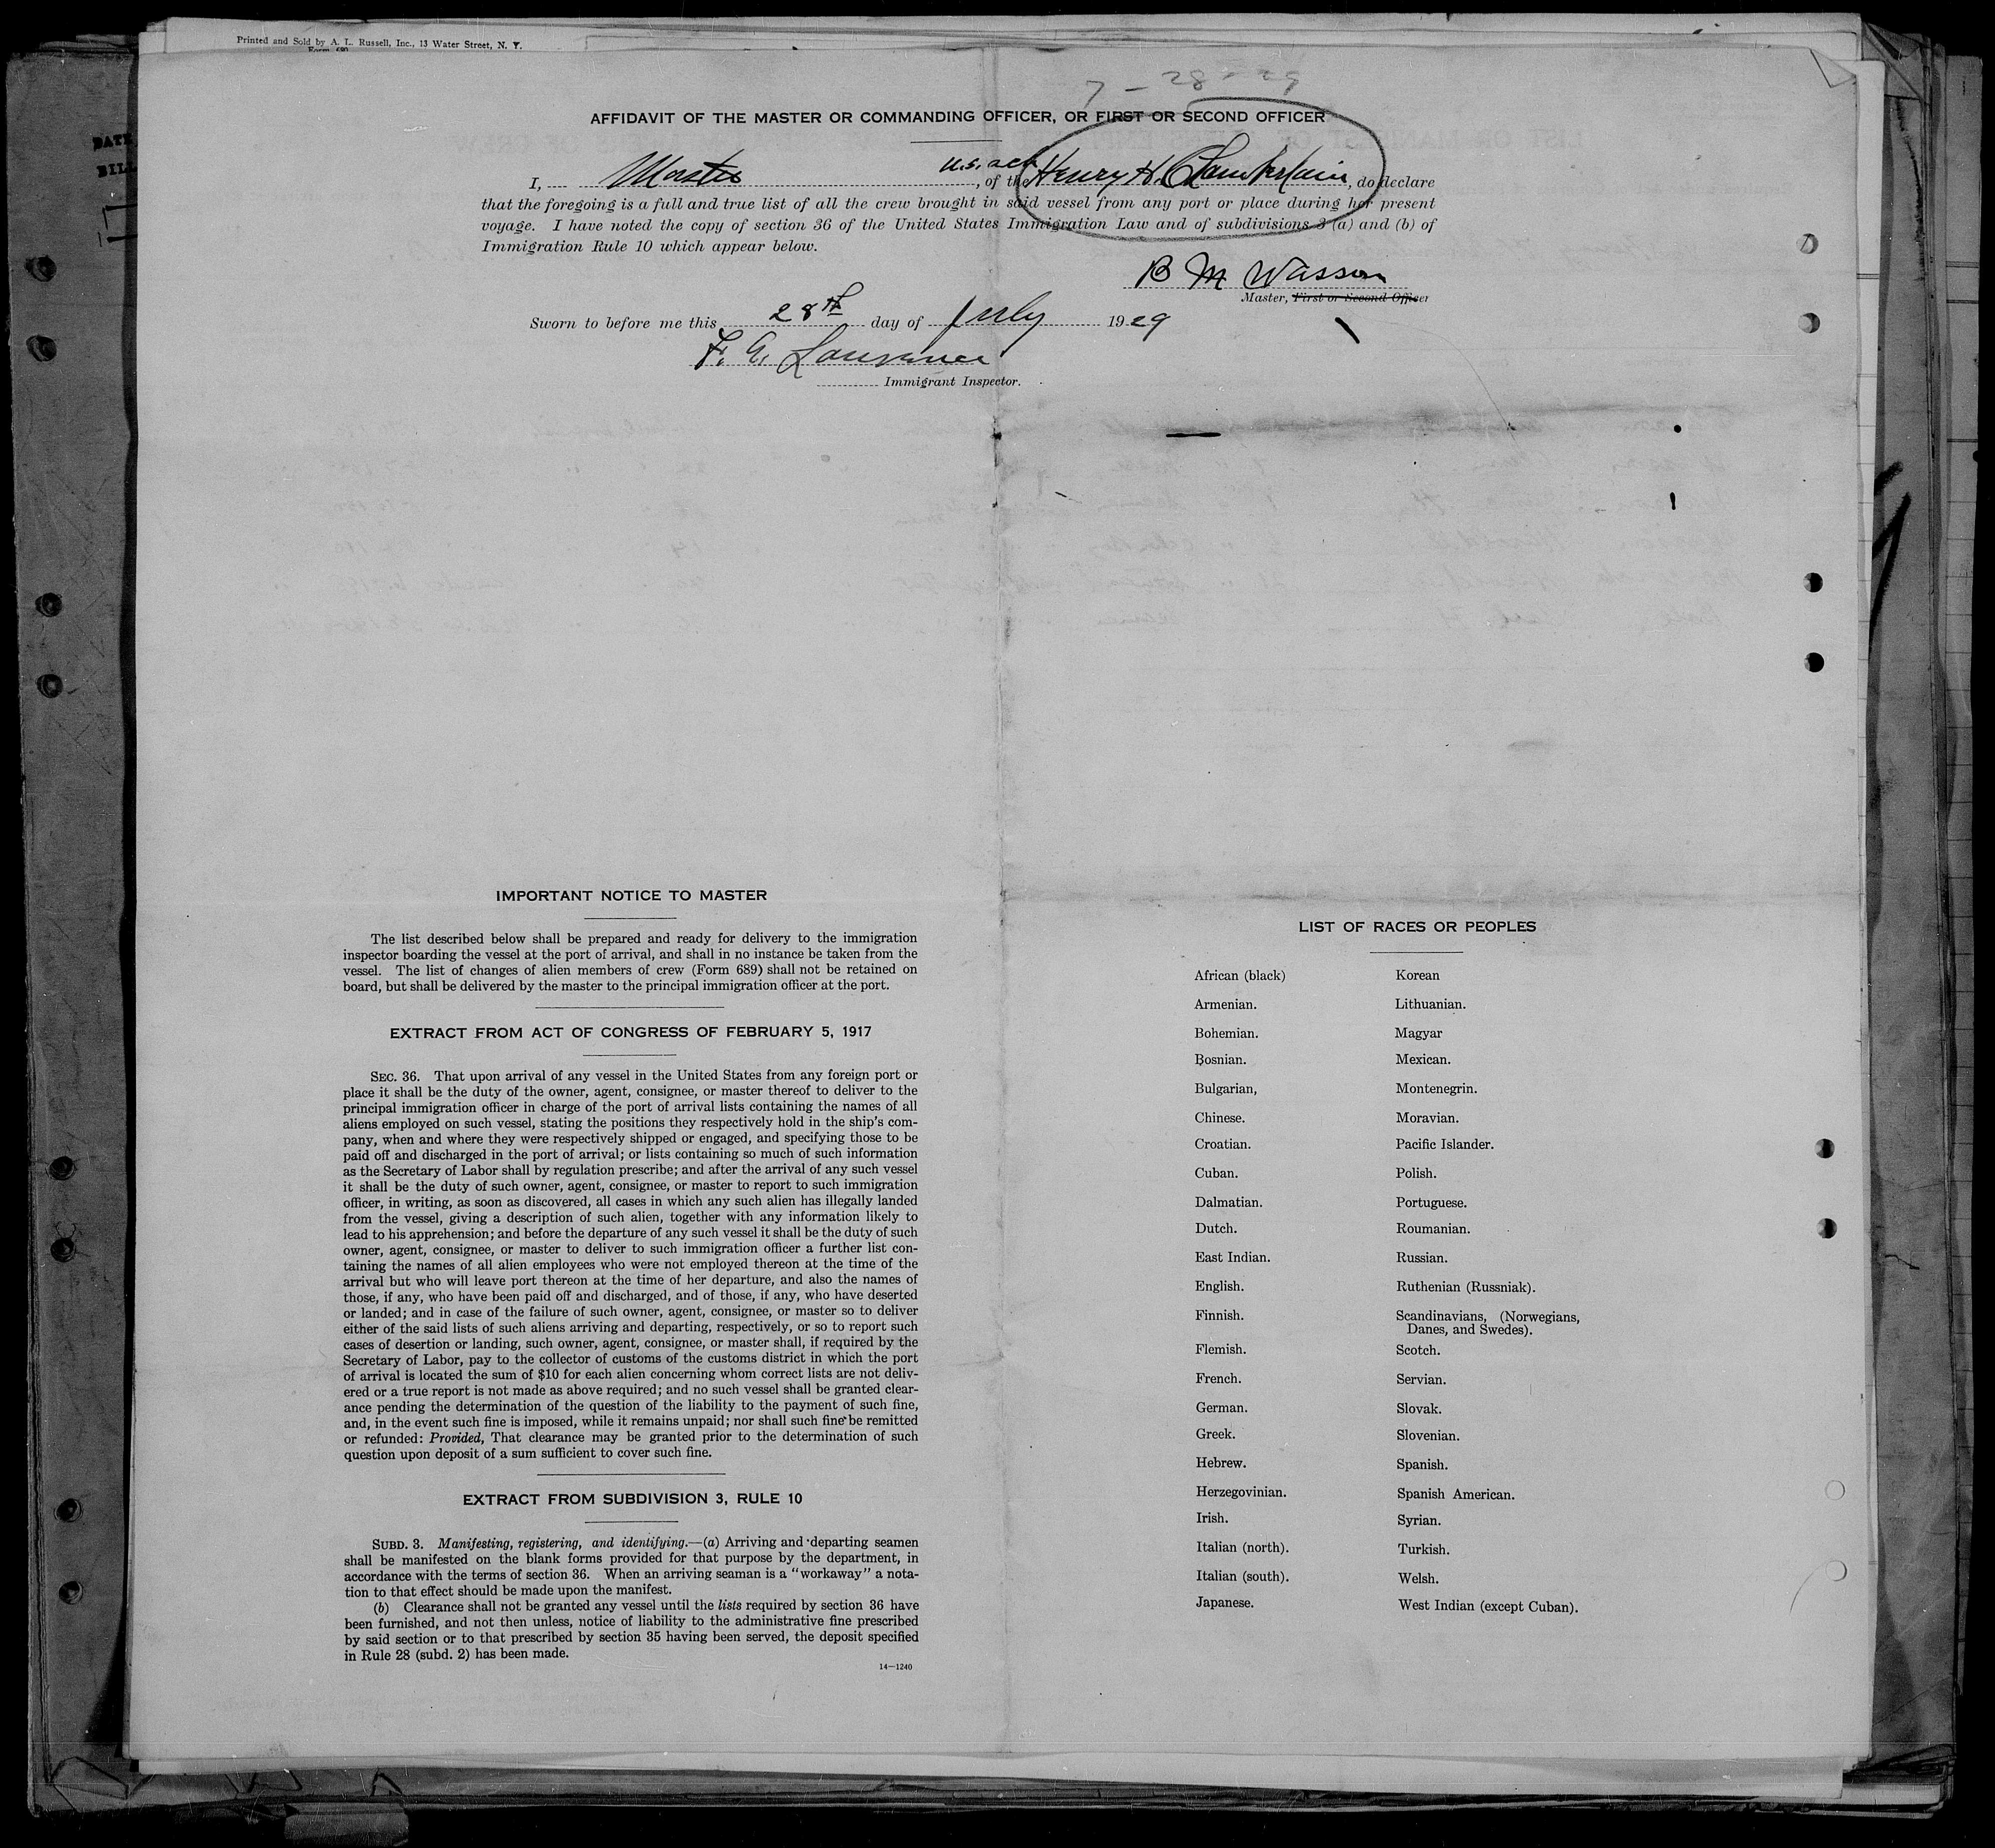 Printed and Sold by A. L. Russell, Inc., 13 Water Street, N. Y.
Form 689
DATE
BILL
7 - 28 - 29
AFFIDAVIT OF THE MASTER OR COMMANDING OFFICER, OR FIRST OR SECOND OFFICER
I, Master, of the U.S. sch Henry H. Chamberlain, do declare
that the foregoing is a full and true list of all the crew brought in said vessel from any port or place during her present
voyage. I have noted the copy of section 36 of the United States Immigration Law and of subdivisions 3 (a) and (b) of
Immigration Rule 10 which appear below.
B M Wasson
Master, First or Second Officer
Sworn to before me this 28th day of July 1929
F. E.
Immigrant Inspector.
IMPORTANT NOTICE TO MASTER
The list described below shall be prepared and ready for delivery to the immigration
inspector boarding the vessel at the port of arrival, and shall in no instance be taken from the
vessel. The list of changes of alien members of crew (Form 689) shall not be retained on
board, but shall be delivered by the master to the principal immigration officer at the port.
EXTRACT FROM ACT OF CONGRESS OF FEBRUARY 5, 1917
SEC. 36. That upon arrival of any vessel in the United States from any foreign port or
place it shall be the duty of the owner, agent, consignee, or master thereof to deliver to the
principal immigration officer in charge of the port of arrival lists containing the names of all
aliens employed on such vessel, stating the positions they respectively hold in the ship's com-
pany, when and where they were respectively shipped or engaged, and specifying those to be
paid off and discharged in the port of arrival; or lists containing so much of such information
as the Secretary of Labor shall by regulation prescribe; and after the arrival of any such vessel
it shall be the duty of such owner, agent, consignee, or master to report to such immigration
officer, in writing, as soon as discovered, all cases in which any such alien has illegally landed
from the vessel, giving a description of such alien, together with any information likely to
lead to his apprehension; and before the departure of any such vessel it shall be the duty of such
owner, agent, consignee, or master to deliver to such immigration officer a further list con-
taining the names of all alien employees who were not employed thereon at the time of the
arrival but who will leave port thereon at the time of her departure, and also the names of
those, if any, who have been paid off and discharged, and of those, if any, who have deserted
or landed; and in case of the failure of such owner, agent, consignee, or master so to deliver
either of the said lists of such aliens arriving and departing, respectively, or so to report such
cases of desertion or landing, such owner, agent, consignee, or master shall, if required by the
Secretary of Labor, pay to the collector of customs of the customs district in which the port
of arrival is located the sum of $10 for each alien concerning whom correct lists are not deliv-
ered or a true report is not made as above required; and no such vessel shall be granted clear-
ance pending the determination of the question of the liability to the payment of such fine,
and, in the event such fine is imposed, while it remains unpaid; nor shall such fine be remitted
or refunded: Provided, That clearance may be granted prior to the determination of such
question upon deposit of a sum sufficient to cover such fine.
EXTRACT FROM SUBDIVISION 3, RULE 10
SUBD. 3. Manifesting, registering, and identifying.—(a) Arriving and departing seamen
shall be manifested on the blank forms provided for that purpose by the department, in
accordance with the terms of section 36. When an arriving seaman is a "workaway" a nota-
tion to that effect should be made upon the manifest.
(b) Clearance shall not be granted any vessel until the lists required by section 36 have
been furnished, and not then unless, notice of liability to the administrative fine prescribed
by said section or to that prescribed by section 35 having been served, the deposit specified
in Rule 28 (subd. 2) has been made.
14—1240
LIST OF RACES OR PEOPLES
African (black) Korean
Armenian. Lithuanian.
Bohemian. Magyar
Bosnian. Mexican.
Bulgarian, Montenegrin.
Chinese. Moravian.
Croatian. Pacific Islander.
Cuban. Polish.
Dalmatian. Portuguese.
Dutch. Roumanian.
East Indian. Russian.
English. Ruthenian (Russniak).
Finnish. Scandinavians, (Norwegians,
Danes, and Swedes).
Flemish. Scotch.
French. Servian.
German. Slovak.
Greek. Slovenian.
Hebrew. Spanish.
Herzegovinian. Spanish American.
Irish. Syrian.
Italian (north). Turkish.
Italian (south). Welsh.
Japanese. West Indian (except Cuban).